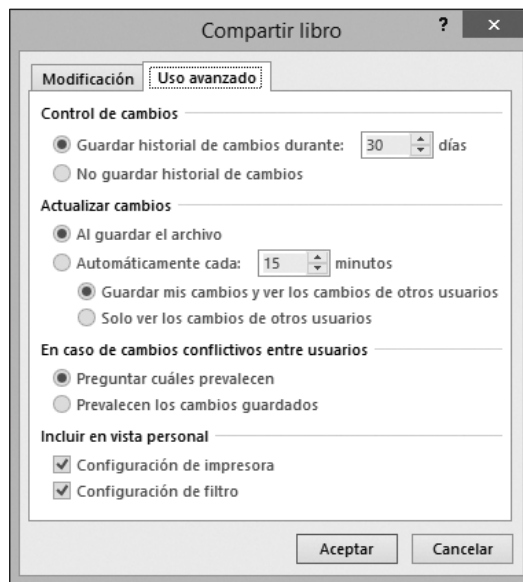 Compartir libro
? ×
Modificación Uso avanzado
Control de cambios
Guardar historial de cambios durante: 30 días
No guardar historial de cambios
Actualizar cambios
Al guardar el archivo
Automáticamente cada: 15 minutos
Guardar mis cambios y ver los cambios de otros usuarios
Solo ver los cambios de otros usuarios
En caso de cambios conflictivos entre usuarios
Preguntar cuáles prevalecen
Prevalecen los cambios guardados
Incluir en vista personal
Configuración de impresora
Configuración de filtro
Aceptar Cancelar